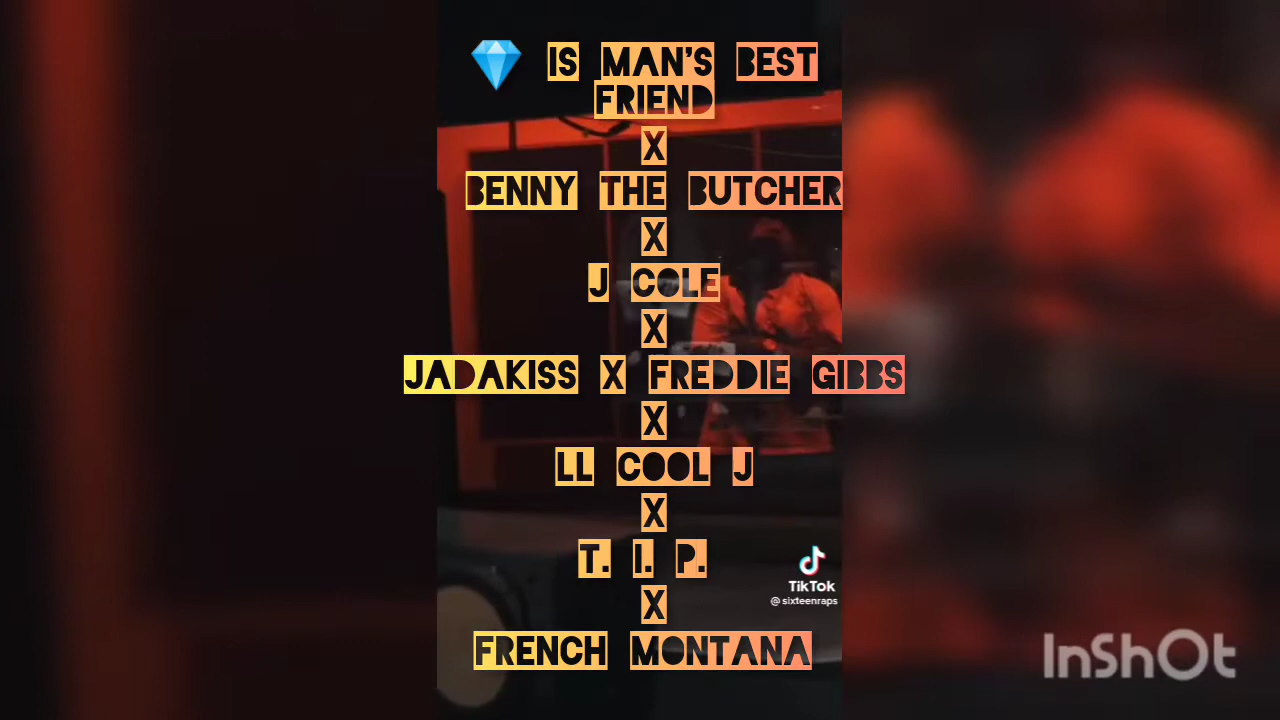 💎 IS MAN'S BEST
FRIEND
X
BENNY THE BUTCHER
X
J COLE
X
JADAKISS X FREDDIE GIBBS
X
LL COOL J
X
T. I. P.
X
FRENCH MONTANA
TikTok
@sixteenraps
InShOt